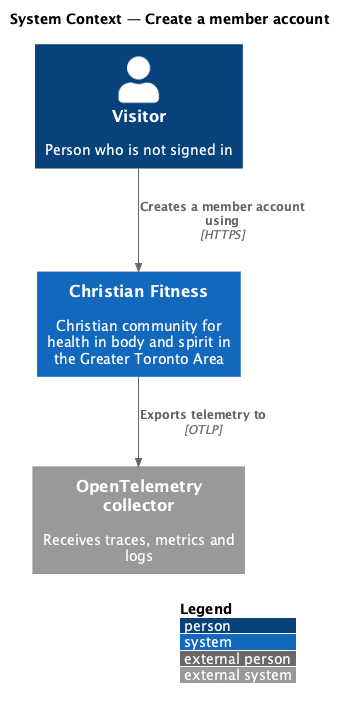 System Context — Create a member account
Visitor
Person who is not signed in
Creates a member account
using
[HTTPS]
Christian Fitness
Christian community for
health in body and spirit in
the Greater Toronto Area
Exports telemetry to
[OTLP]
OpenTelemetry
collector
Receives traces, metrics and
logs
Legend
person
system
external person
external system